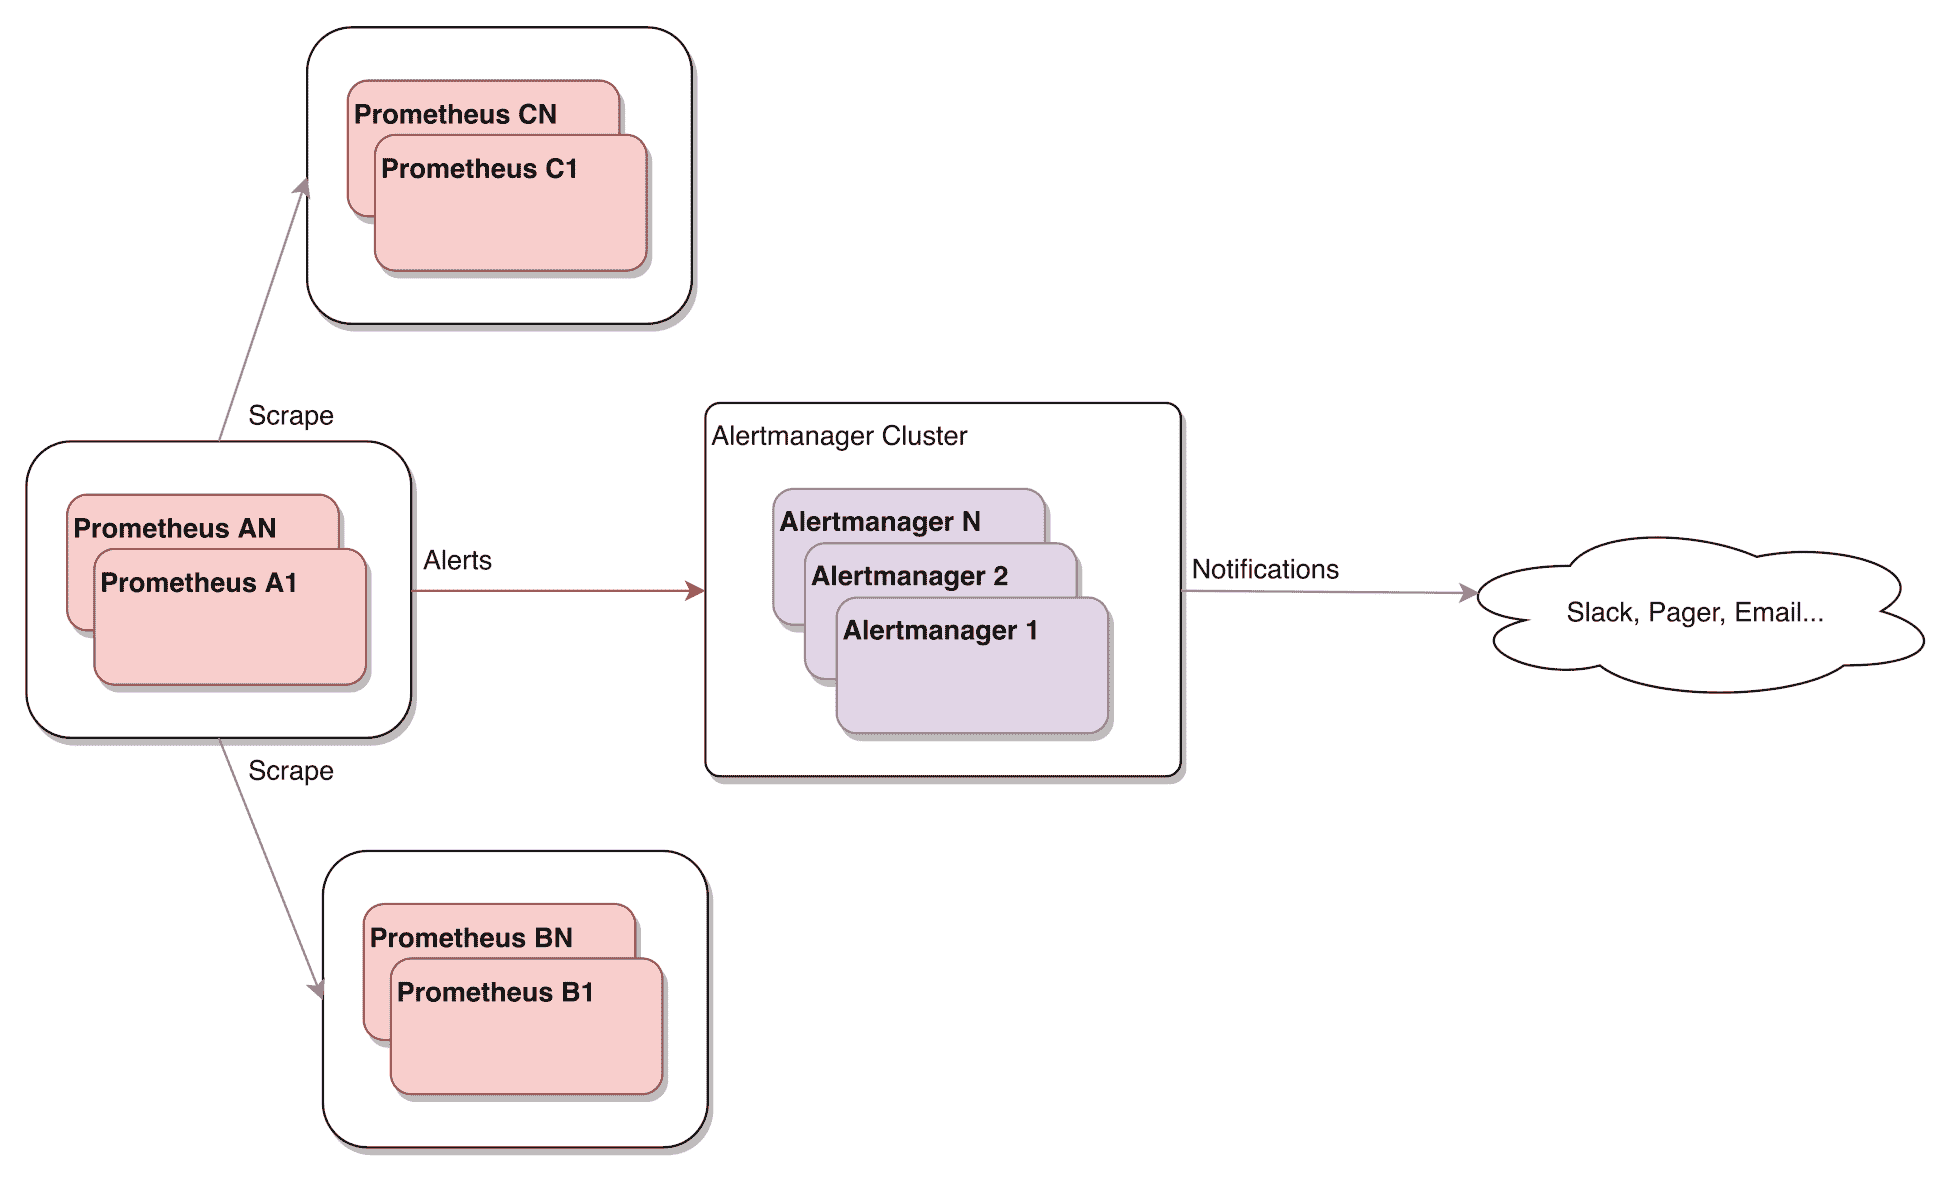 Prometheus CN
Prometheus C1
Scrape
Prometheus AN
Prometheus A1
Alerts
Alertmanager Cluster
Alertmanager N
Alertmanager 2
Alertmanager 1
Notifications
Slack, Pager, Email...
Scrape
Prometheus BN
Prometheus B1